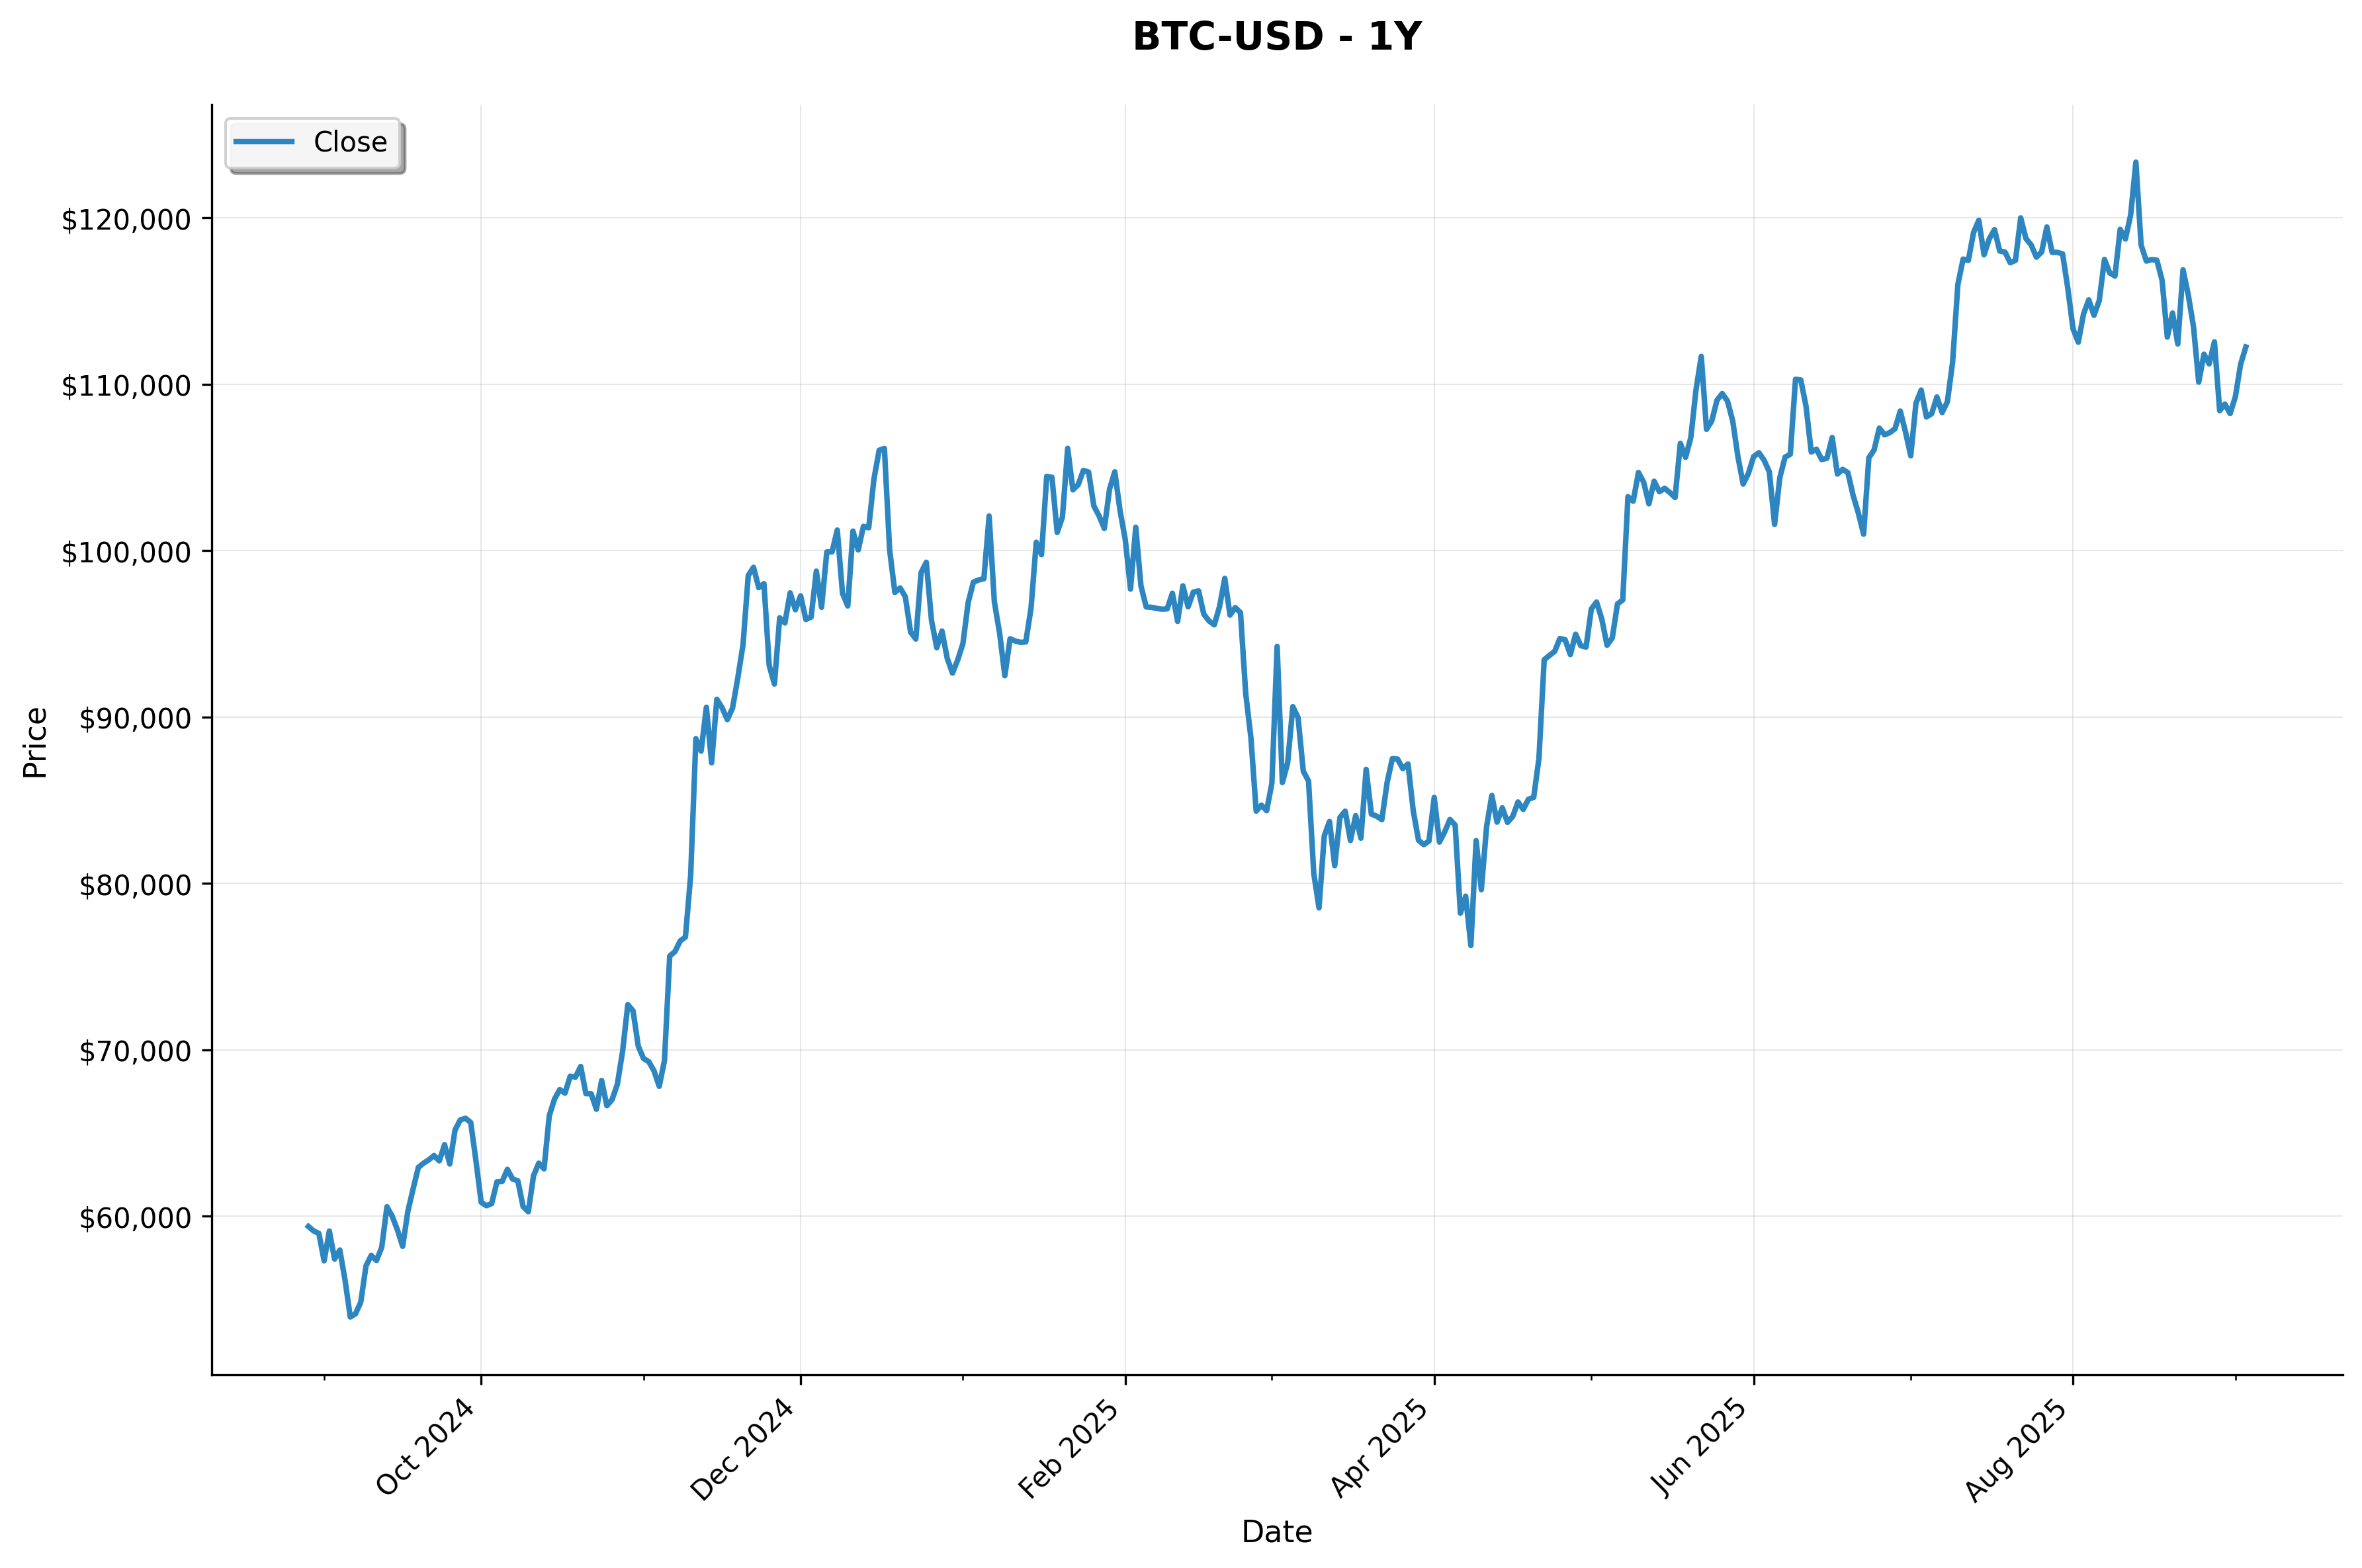 BTC-USD - 1Y
Close
$120,000
$110,000
$100,000
$90,000
$80,000
$70,000
$60,000
Price
Oct 2024
Dec 2024
Feb 2025
Apr 2025
Jun 2025
Aug 2025
Date